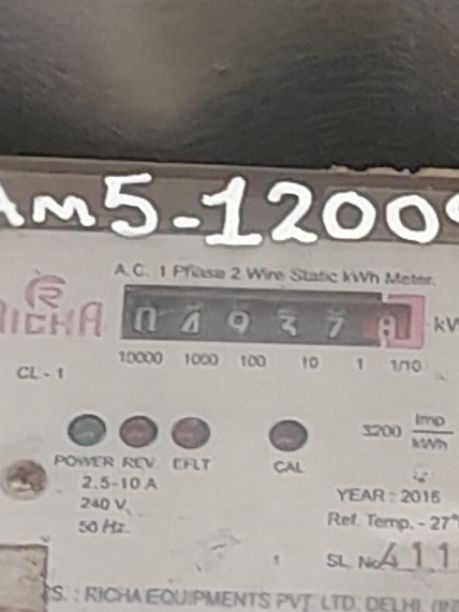 AM5-1200
A.C. 1 Phase 2 Wire Static kWh Meter.
RICHA
04937
10000 1000 100 10 1 1/10
CL - 1
3200 Imp/kWh
POWER REV EFLT CAL
2.5-10 A
240 V,
50 Hz.
YEAR : 2016
Ref. Temp. - 27°
SL. No 411
S. : RICHA EQUIPMENTS PVT. LTD. DELHI